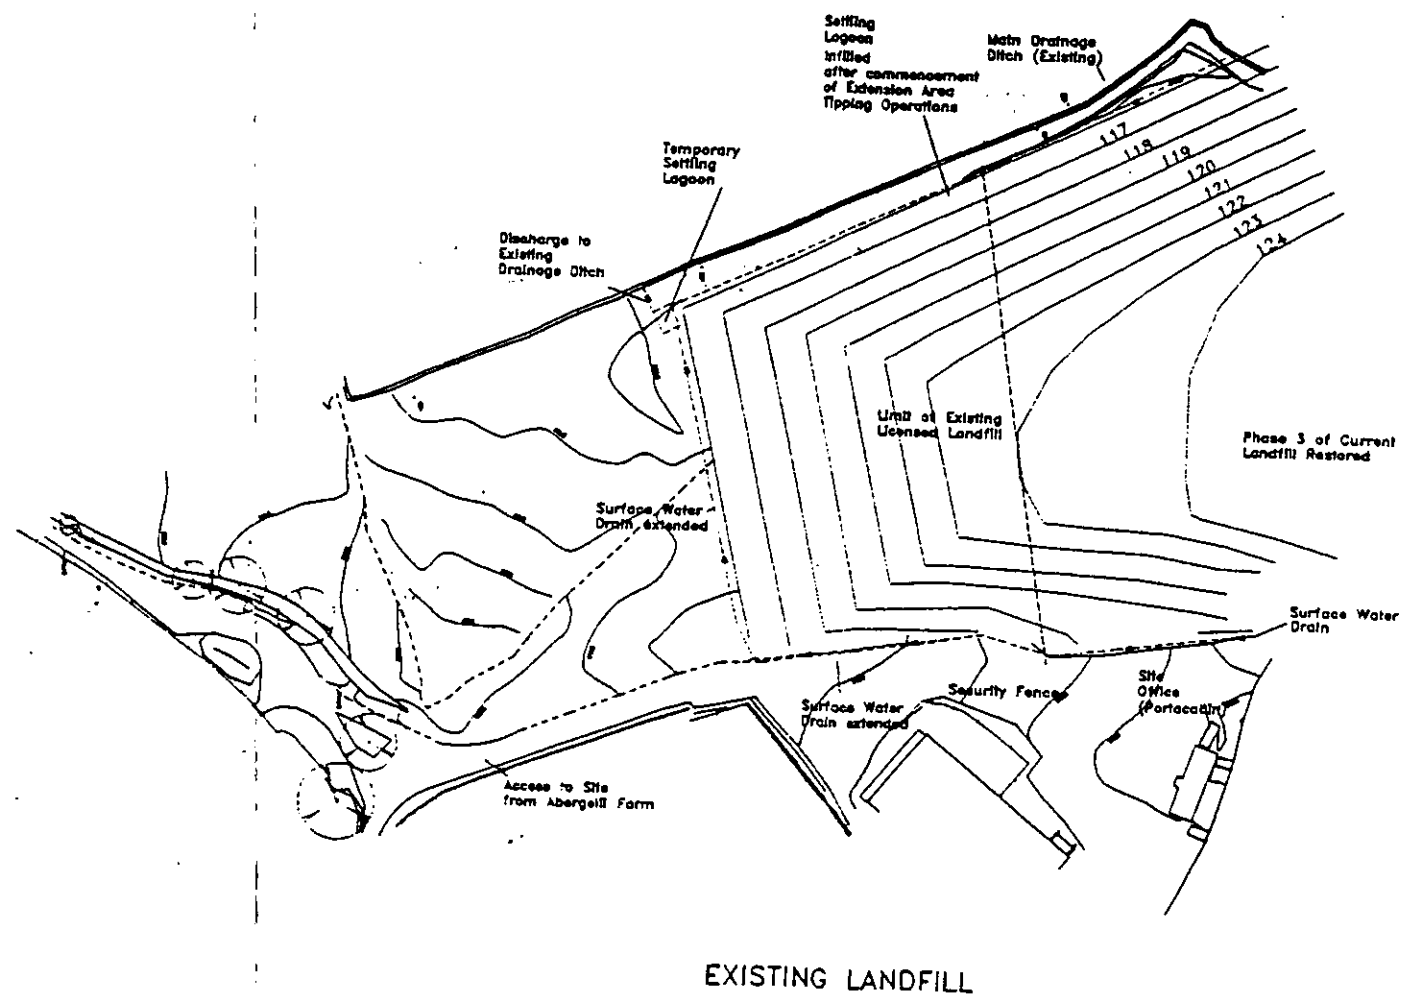 Settling
Lagoon
Infilled
after commencement
of Extension Area
Tipping Operations
Main Drainage
Ditch (Existing)
Temporary
Settling
Lagoon
Discharge to
Existing
Drainage Ditch
117
118
119
120
121
122
123
124
Limit of Existing
Licensed Landfill
Phase 3 of Current
Landfill Restored
Surface Water
Drain extended
Surface Water
Drain
Site
Office
(Portacabin)
Security Fence
Surface Water
Drain extended
Access to Site
from Abergelli Farm
EXISTING LANDFILL